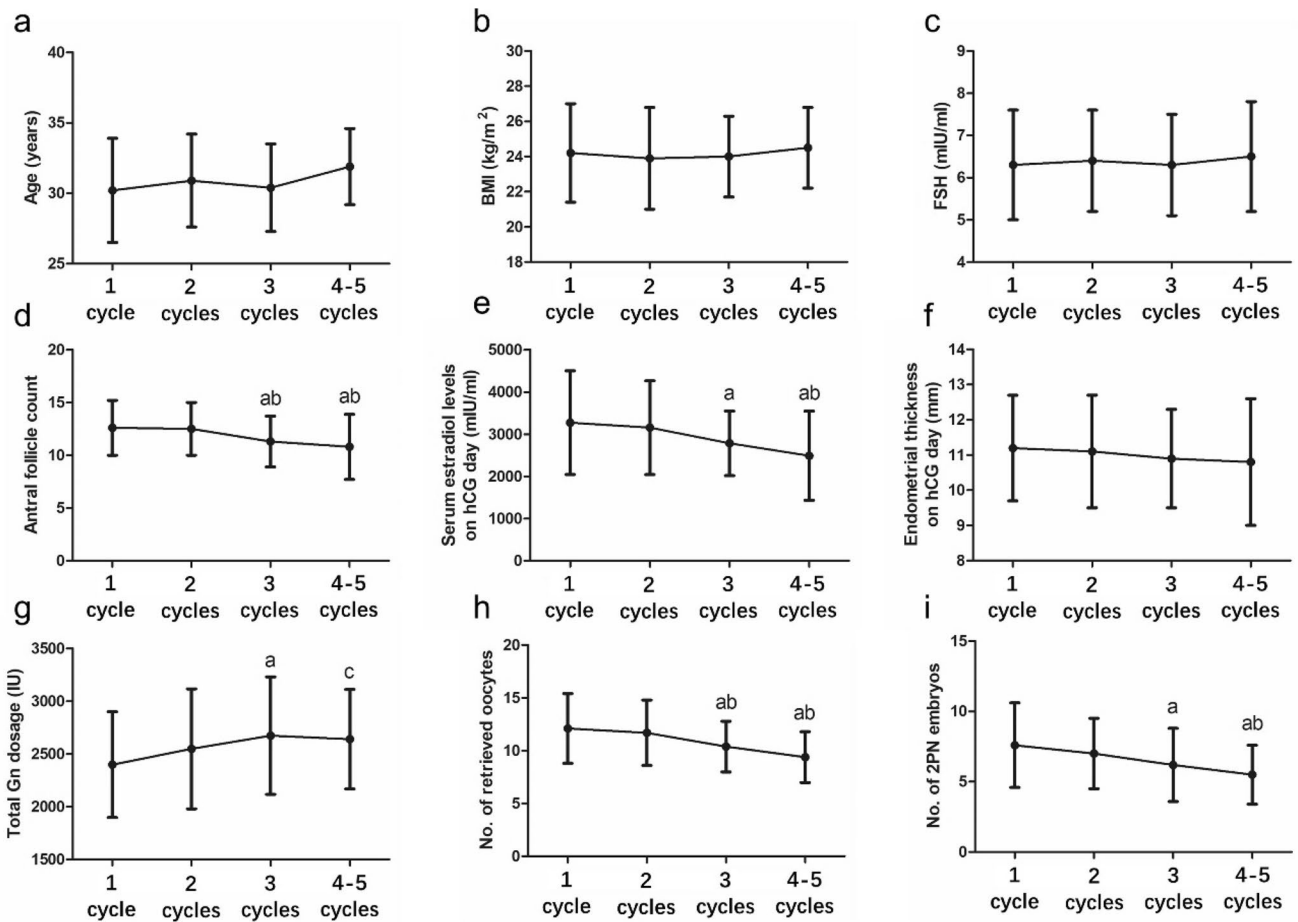 a
Age (years)
40
35
30
25
1 2 3 4-5
cycle cycles cycles cycles
b
BMI (kg/m²)
30
28
26
24
22
20
18
1 2 3 4-5
cycle cycles cycles cycles
c
FSH (mIU/ml)
9
8
7
6
5
4
1 2 3 4-5
cycle cycles cycles cycles
d
Antral follicle count
20
15
10
5
0
ab ab
1 2 3 4-5
cycle cycles cycles cycles
e
Serum estradiol levels
on hCG day (mIU/ml)
5000
4000
3000
2000
1000
0
a ab
1 2 3 4-5
cycle cycles cycles cycles
f
Endometrial thickness
on hCG day (mm)
14
13
12
11
10
9
8
1 2 3 4-5
cycle cycles cycles cycles
g
Total Gn dosage (IU)
3500
3000
2500
2000
1500
a c
1 2 3 4-5
cycle cycles cycles cycles
h
No. of retrieved oocytes
20
15
10
5
0
ab ab
1 2 3 4-5
cycle cycles cycles cycles
i
No. of 2PN embryos
15
10
5
0
a ab
1 2 3 4-5
cycle cycles cycles cycles